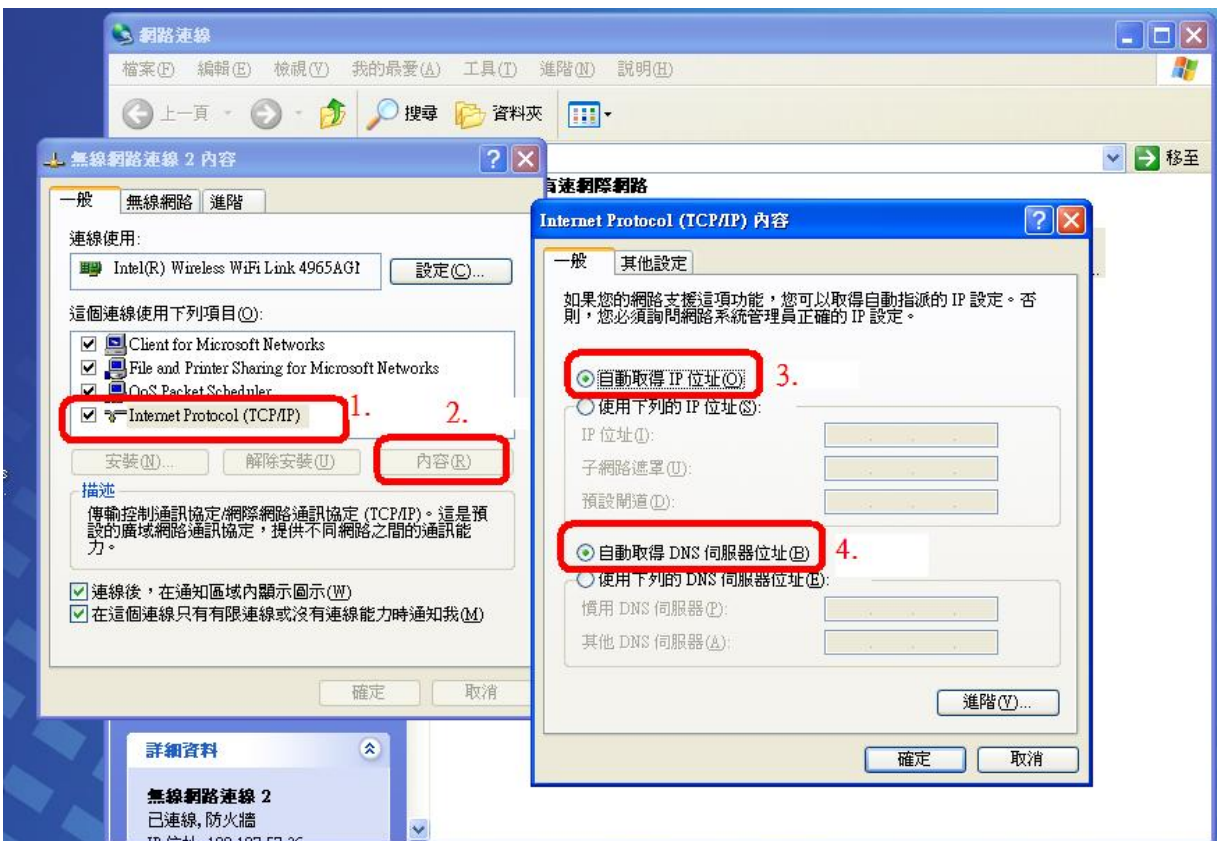 網路連線
檔案(F) 編輯(E) 檢視(V) 我的最愛(A) 工具(T) 進階(N) 說明(H)
上一頁 搜尋 資料夾
移至
高速網際網路
無線網路連線 2 內容
一般 無線網路 進階
連線使用:
Intel(R) Wireless WiFi Link 4965AG
設定(C)...
這個連線使用下列項目(O):
Client for Microsoft Networks
File and Printer Sharing for Microsoft Networks
QoS Packet Scheduler
Internet Protocol (TCP/IP)
1.
2.
安裝(N)... 解除安裝(U) 內容(R)
描述
傳輸控制通訊協定/網際網路通訊協定 (TCP/IP)。這是預
設的廣域網路通訊協定，提供不同網路之間的通訊能
力。
連線後，在通知區域內顯示圖示(W)
在這個連線只有有限連線或沒有連線能力時通知我(M)
確定 取消
詳細資料
無線網路連線 2
已連線, 防火牆
Internet Protocol (TCP/IP) 內容
一般 其他設定
如果您的網路支援這項功能，您可以取得自動指派的 IP 設定。否
則，您必須詢問網路系統管理員正確的 IP 設定。
自動取得 IP 位址(O)
3.
使用下列的 IP 位址(S):
IP 位址(I):
子網路遮罩(U):
預設閘道(D):
自動取得 DNS 伺服器位址(B)
4.
使用下列的 DNS 伺服器位址(E):
慣用 DNS 伺服器(P):
其他 DNS 伺服器(A):
進階(V)...
確定 取消